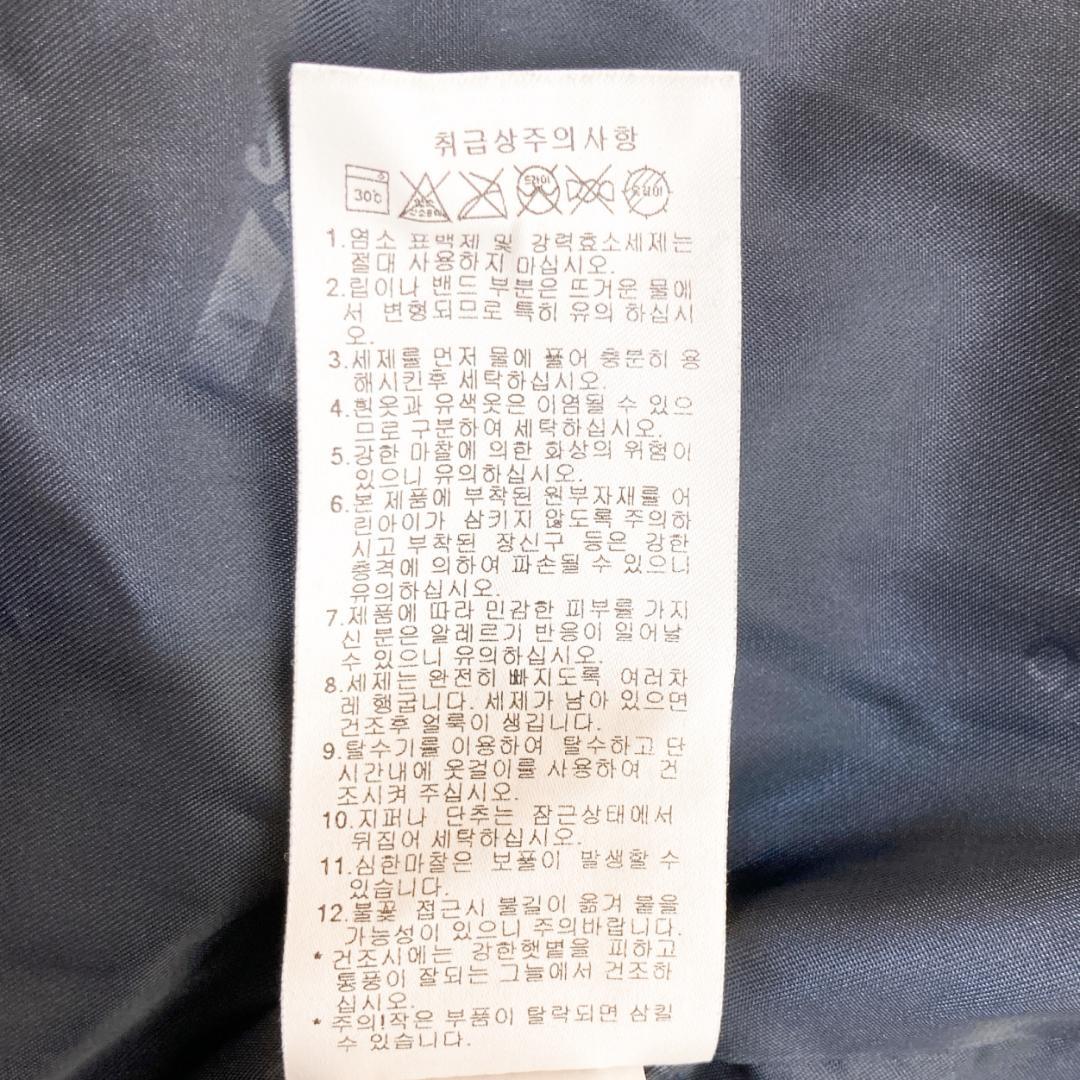 취급상주의사항
30℃
염소
산소표백
드라이
옷걸이
1.염소 표백제 및 강력효소세제는
절대 사용하지 마십시오.
2.립이나 밴드 부분은 뜨거운 물에
서 변형되므로 특히 유의 하십시
오.
3.세제를 먼저 물에 풀어 충분히 용
해시킨후 세탁하십시오.
4.흰옷과 유색옷은 이염될 수 있으
므로 구분하여 세탁하십시오.
5.강한 마찰에 의한 화상의 위험이
있으니 유의하십시오.
6.본 제품에 부착된 원부자재를 어
린아이가 삼키지 않도록 주의하
시고 부착된 장신구 등은 강한
충격에 의하여 파손될 수 있으니
유의하십시오.
7.제품에 따라 민감한 피부를 가지
신 분은 알레르기 반응이 일어날
수 있으니 유의하십시오.
8.세제는 완전히 빠지도록 여러차
레 행굽니다. 세제가 남아 있으면
건조후 얼룩이 생깁니다.
9.탈수기를 이용하여 탈수하고 단
시간내에 옷걸이를 사용하여 건
조시켜 주십시오.
10.지퍼나 단추는 잠근상태에서
뒤집어 세탁하십시오.
11.심한마찰은 보풀이 발생할 수
있습니다.
12.불꽃 접근시 불길이 옮겨 붙을
가능성이 있으니 주의바랍니다.
* 건조시에는 강한햇볕을 피하고
통풍이 잘되는 그늘에서 건조하
십시오.
* 주의!작은 부품이 탈락되면 삼킬
수 있습니다.